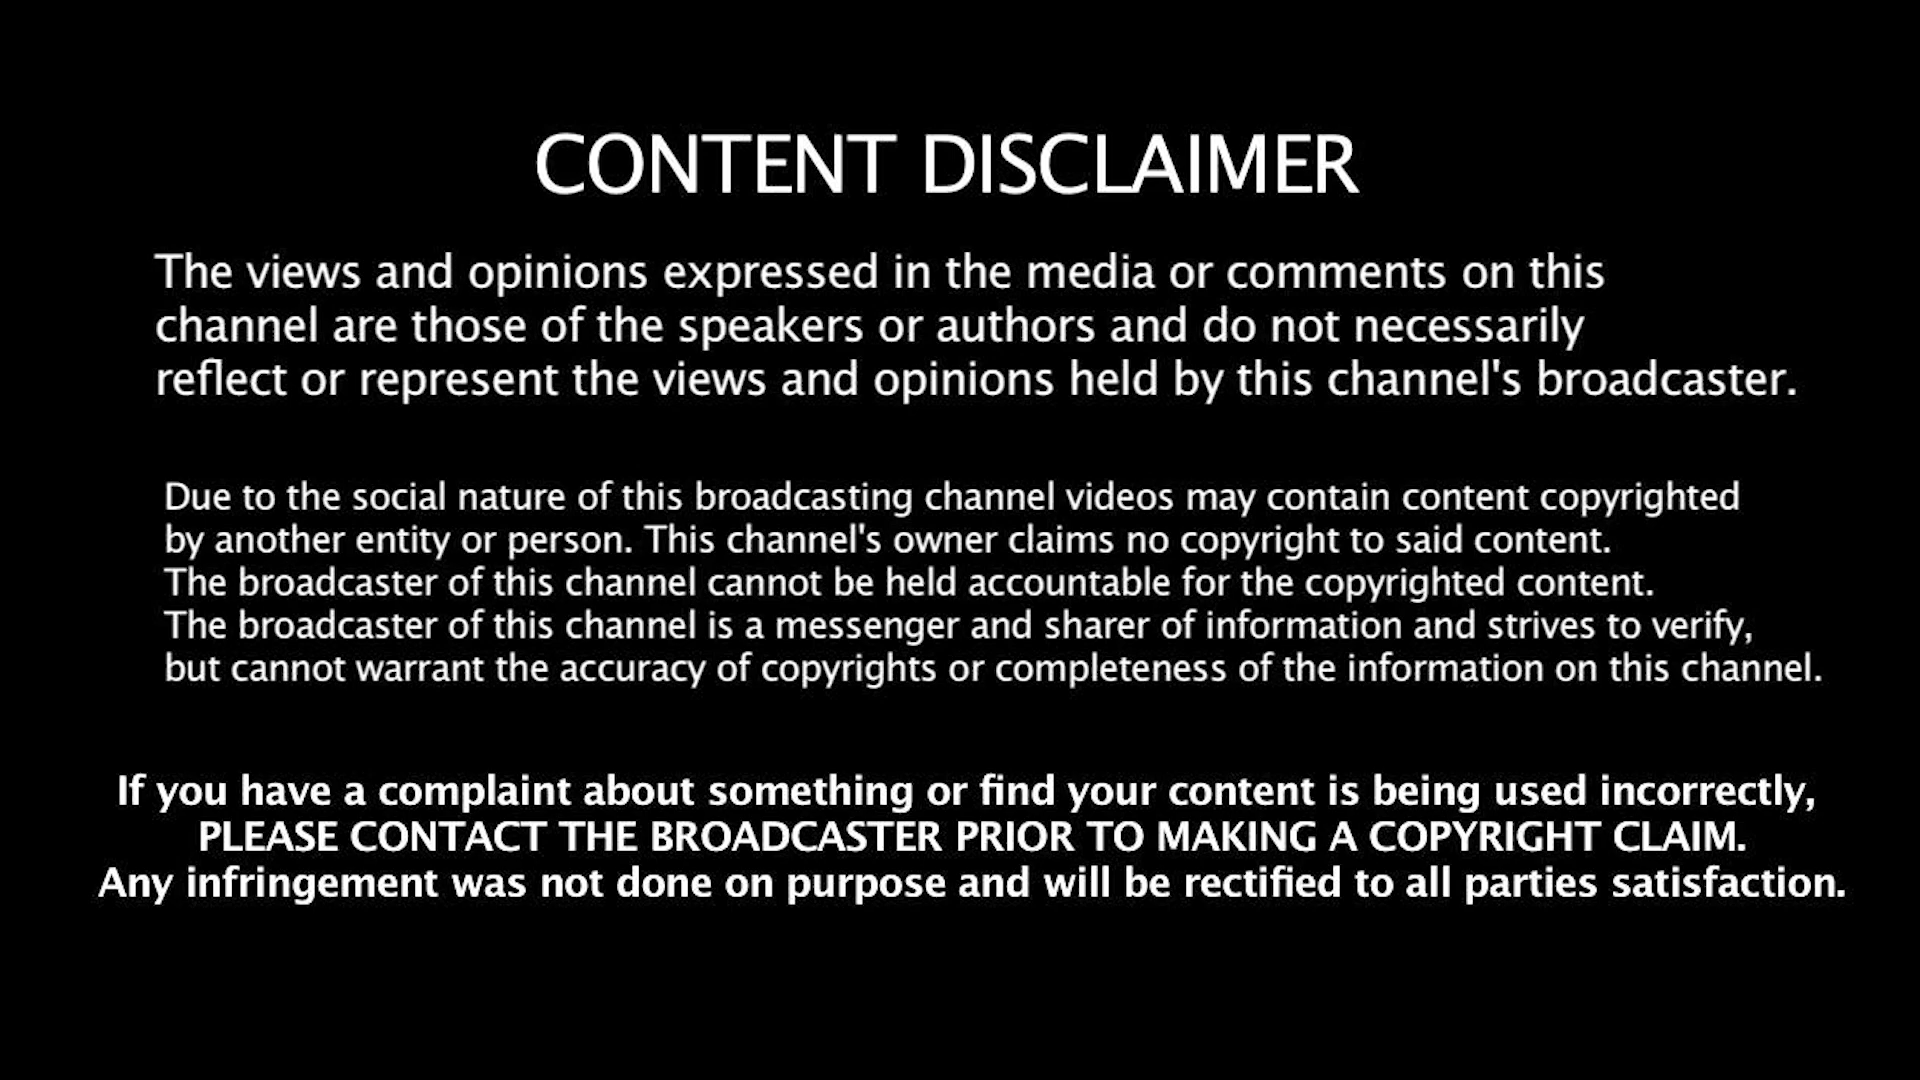 CONTENT DISCLAIMER
The views and opinions expressed in the media or comments on this
channel are those of the speakers or authors and do not necessarily
reflect or represent the views and opinions held by this channel's broadcaster.
Due to the social nature of this broadcasting channel videos may contain content copyrighted
by another entity or person. This channel's owner claims no copyright to said content.
The broadcaster of this channel cannot be held accountable for the copyrighted content.
The broadcaster of this channel is a messenger and sharer of information and strives to verify,
but cannot warrant the accuracy of copyrights or completeness of the information on this channel.
If you have a complaint about something or find your content is being used incorrectly,
PLEASE CONTACT THE BROADCASTER PRIOR TO MAKING A COPYRIGHT CLAIM.
Any infringement was not done on purpose and will be rectified to all parties satisfaction.